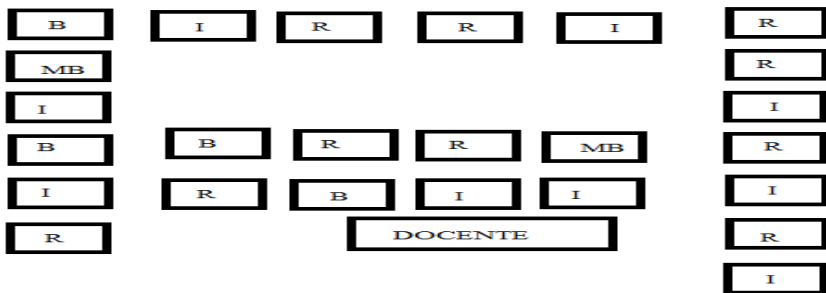 B I R R I R
MB R
I I
B B R R MB R
I R B I I I
R DOCENTE R
I